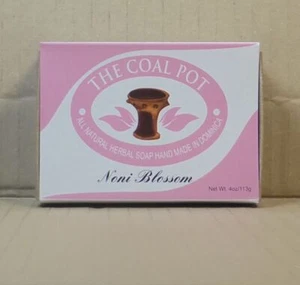 THE COAL POT
• ALL NATURAL HERBAL SOAP HAND MADE IN DOMINICA •
Noni Blossom
Net Wt. 4oz/113g